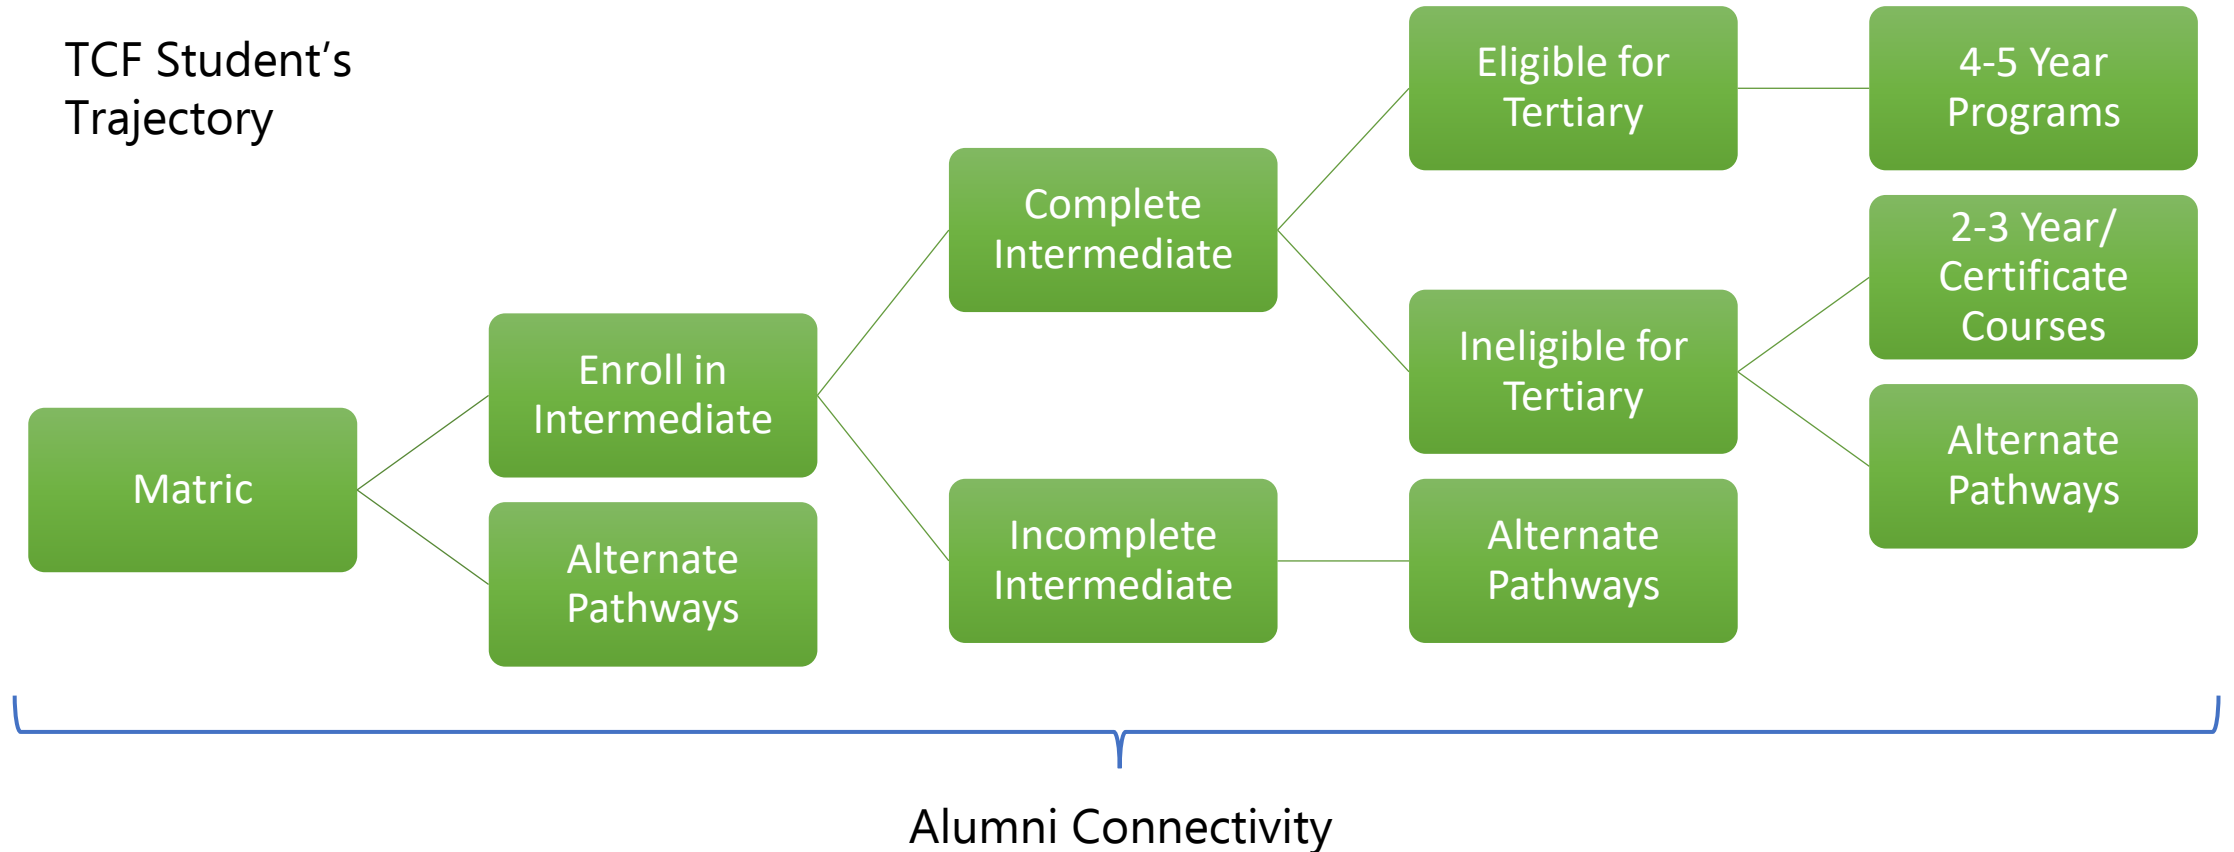 TCF Student’s
Trajectory
Matric
Enroll in
Intermediate
Alternate
Pathways
Complete
Intermediate
Incomplete
Intermediate
Eligible for
Tertiary
Ineligible for
Tertiary
Alternate
Pathways
4-5 Year
Programs
2-3 Year/
Certificate
Courses
Alternate
Pathways
Alumni Connectivity